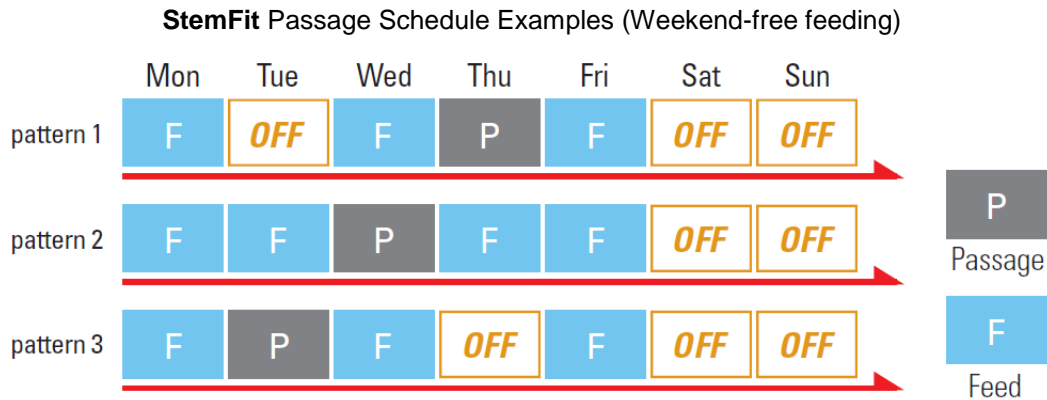 StemFit Passage Schedule Examples (Weekend-free feeding)
Mon Tue Wed Thu Fri Sat Sun
pattern 1 F OFF F P F OFF OFF
pattern 2 F F P F F OFF OFF
pattern 3 F P F OFF F OFF OFF
P
Passage
F
Feed